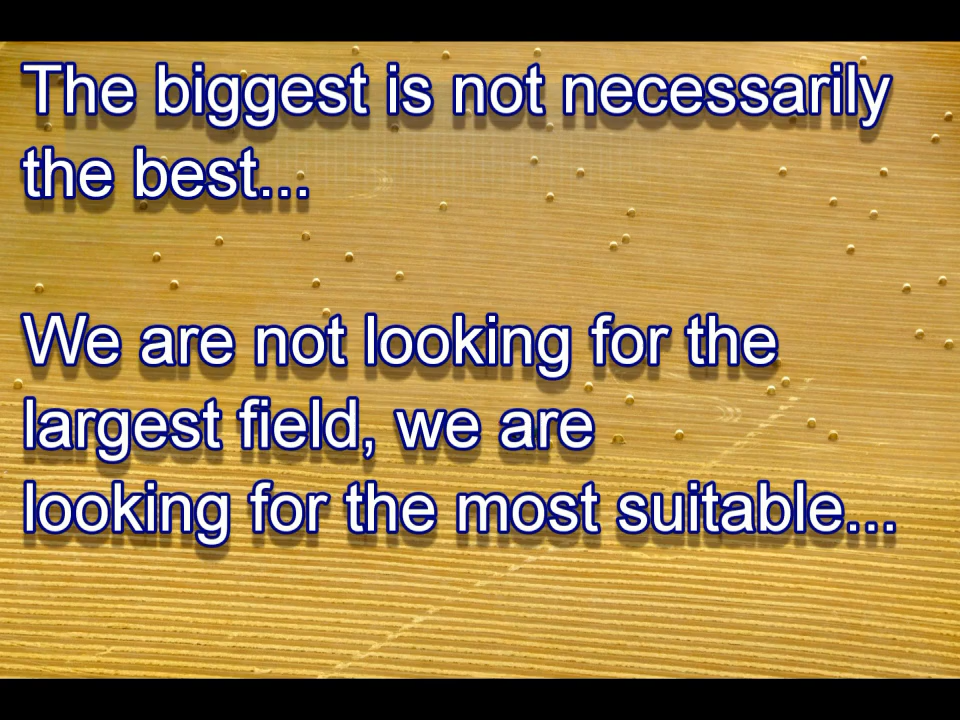 The biggest is not necessarily
the best...
We are not looking for the
largest field, we are
looking for the most suitable...